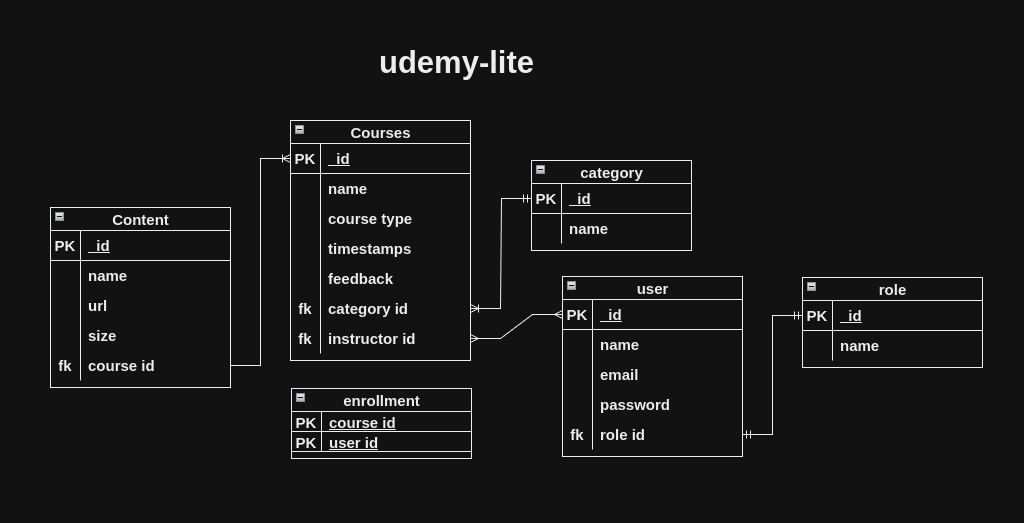 udemy-lite
Courses
PK _id
name
course type
timestamps
feedback
fk category id
fk instructor id
category
PK _id
name
Content
PK _id
name
url
size
fk course id
user
PK _id
name
email
password
fk role id
role
PK _id
name
enrollment
PK course id
PK user id